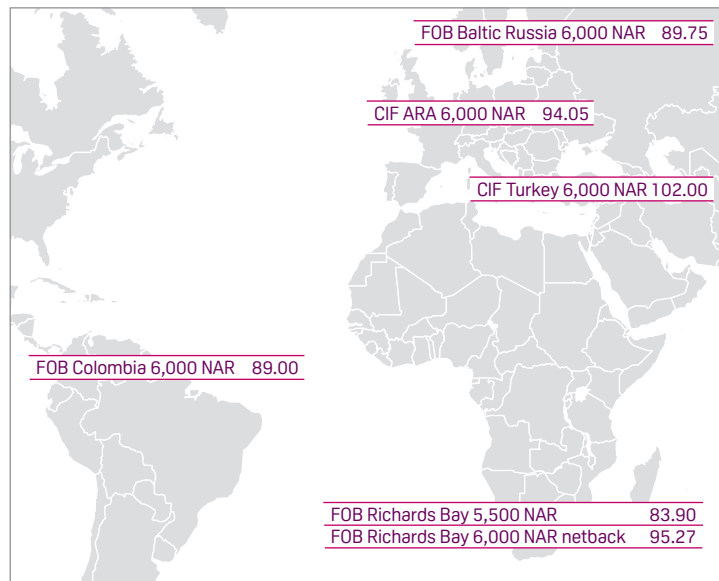 FOB Baltic Russia 6,000 NAR 89.75
CIF ARA 6,000 NAR 94.05
CIF Turkey 6,000 NAR 102.00
FOB Colombia 6,000 NAR 89.00
FOB Richards Bay 5,500 NAR 83.90
FOB Richards Bay 6,000 NAR netback 95.27